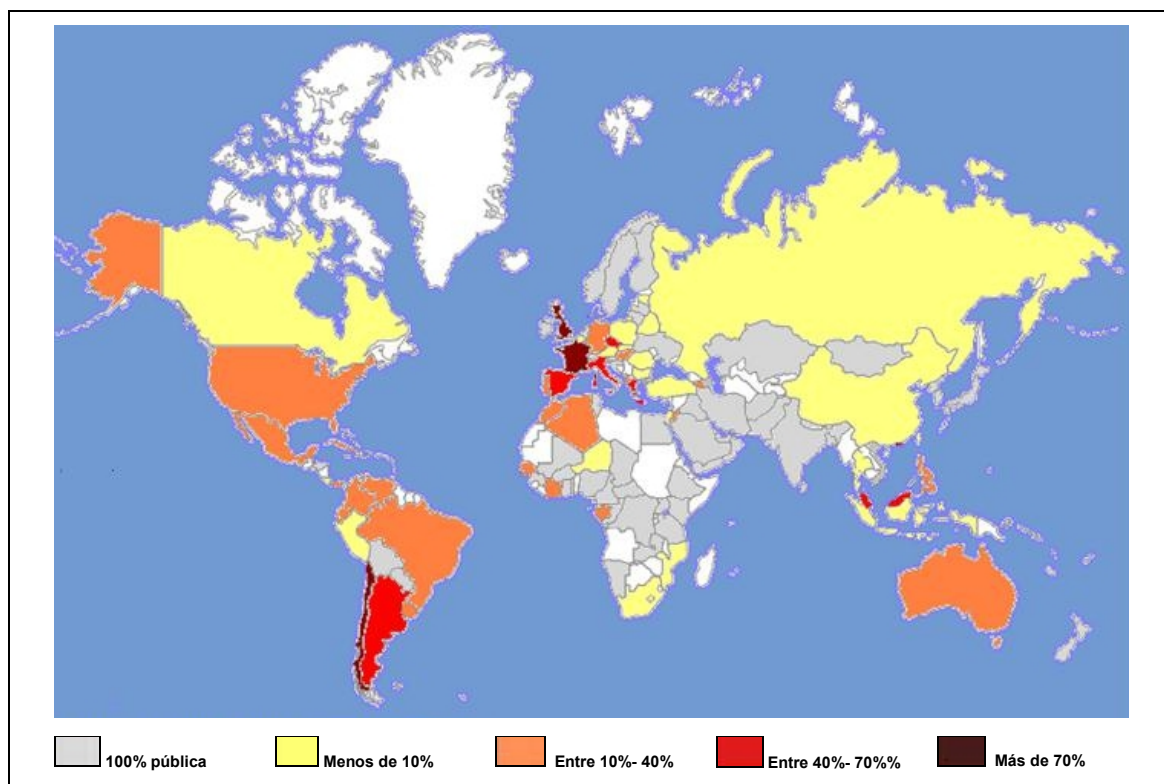 100% pública
Menos de 10%
Entre 10%- 40%
Entre 40%- 70%%
Más de 70%